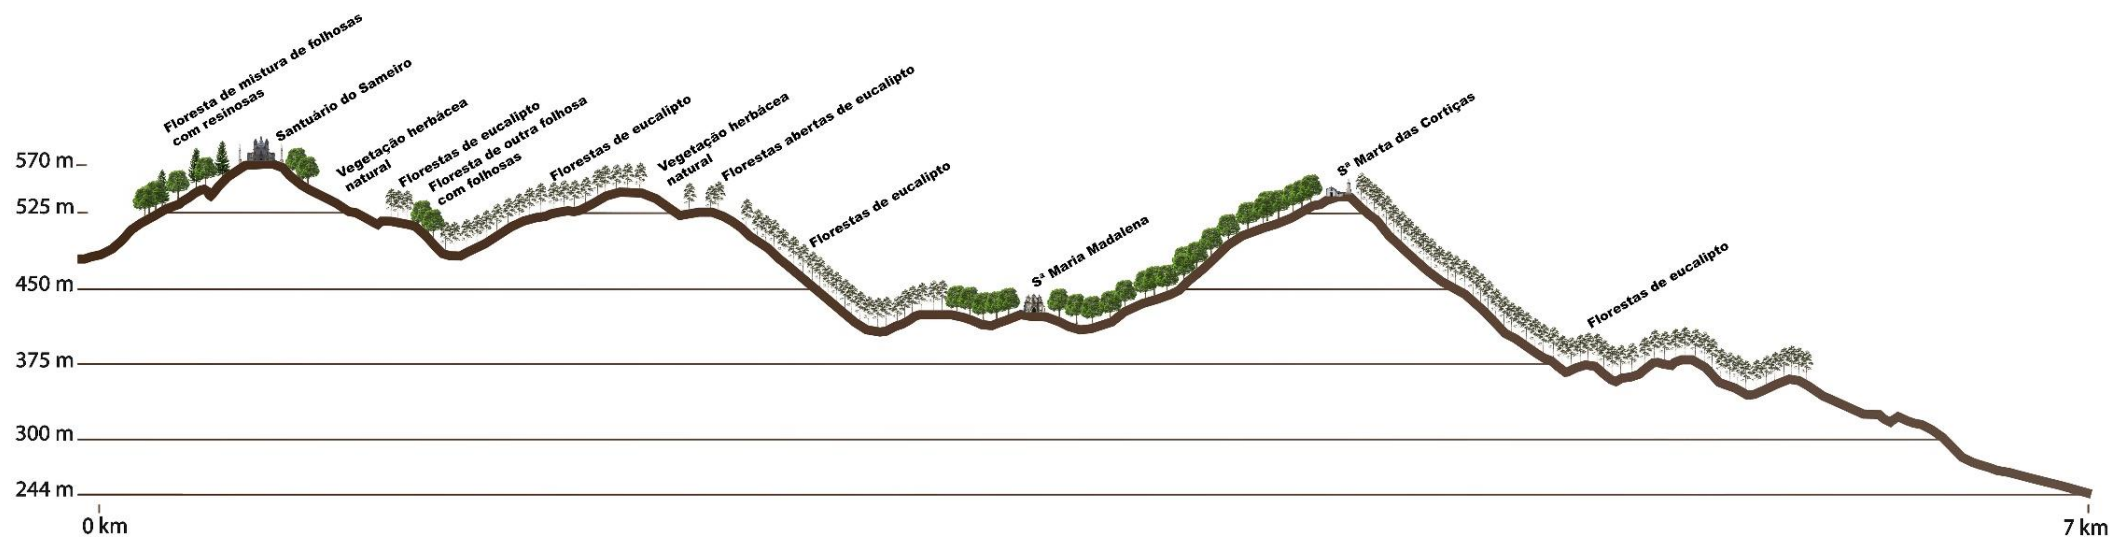 Floresta de mistura de folhosas
com resinosas
Santuário do Sameiro
Vegetação herbácea
natural
Florestas de eucalipto
Floresta de outra folhosa
com folhosas
Florestas de eucalipto
Vegetação herbácea
natural
Florestas abertas de eucalipto
Florestas de eucalipto
Sª Maria Madalena
Sª Marta das Cortiças
Florestas de eucalipto
570 m
525 m
450 m
375 m
300 m
244 m
0 km
7 km